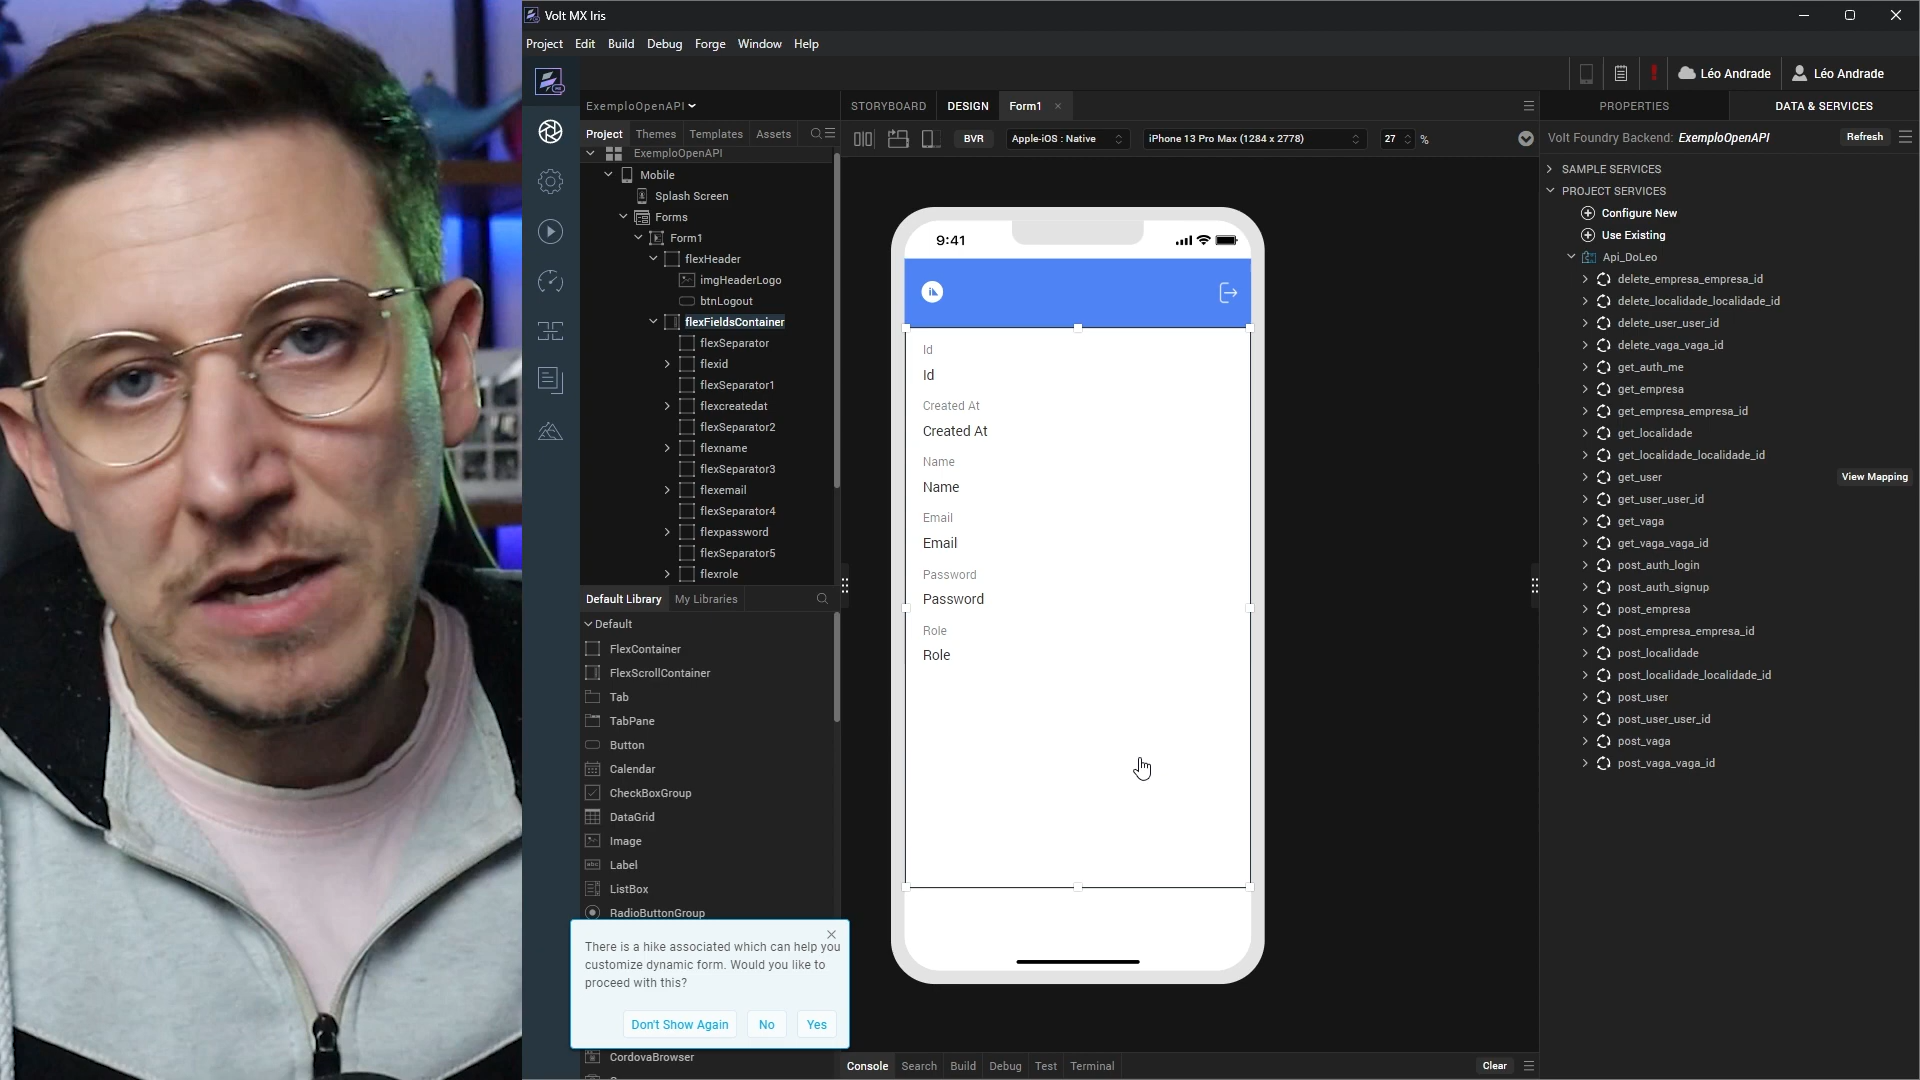 Volt MX Iris
Project Edit Build Debug Forge Window Help
Léo Andrade Léo Andrade
ExemploOpenAPI
STORYBOARD DESIGN Form1
PROPERTIES DATA & SERVICES
Project Themes Templates Assets
BVR Apple-iOS : Native iPhone 13 Pro Max (1284 x 2778) 27 %
Volt Foundry Backend: ExemploOpenAPI Refresh
ExemploOpenAPI
Mobile
Splash Screen
Forms
Form1
flexHeader
imgHeaderLogo
btnLogout
flexFieldsContainer
flexSeparator
flexid
flexSeparator1
flexcreatedat
flexSeparator2
flexname
flexSeparator3
flexemail
flexSeparator4
flexpassword
flexSeparator5
flexrole
Default Library My Libraries
Default
FlexContainer
FlexScrollContainer
Tab
TabPane
Button
Calendar
CheckBoxGroup
DataGrid
Image
Label
ListBox
RadioButtonGroup
There is a hike associated which can help you
customize dynamic form. Would you like to
proceed with this?
Don't Show Again No Yes
CordovaBrowser
9:41
Id
Id
Created At
Created At
Name
Name
Email
Email
Password
Password
Role
Role
Console Search Build Debug Test Terminal
Clear
SAMPLE SERVICES
PROJECT SERVICES
Configure New
Use Existing
Api_DoLeo
delete_empresa_empresa_id
delete_localidade_localidade_id
delete_user_user_id
delete_vaga_vaga_id
get_auth_me
get_empresa
get_empresa_empresa_id
get_localidade
get_localidade_localidade_id
get_user View Mapping
get_user_user_id
get_vaga
get_vaga_vaga_id
post_auth_login
post_auth_signup
post_empresa
post_empresa_empresa_id
post_localidade
post_localidade_localidade_id
post_user
post_user_user_id
post_vaga
post_vaga_vaga_id